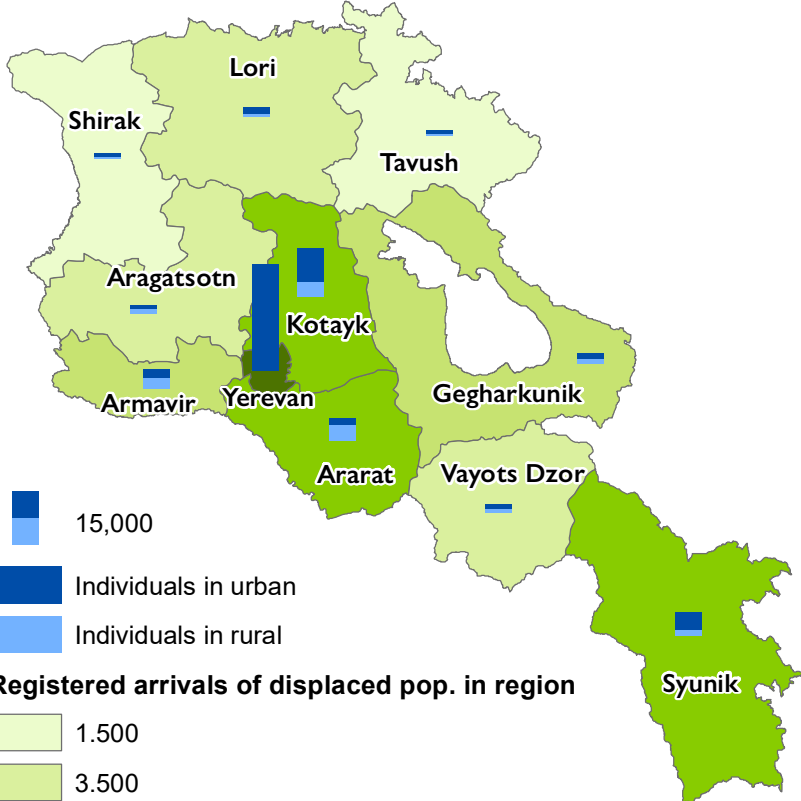 Lori
Shirak
Tavush
Aragatsotn
Kotayk
Gegharkunik
Yerevan
Armavir
Ararat
Vayots Dzor
Syunik
15,000
Individuals in urban
Individuals in rural
Registered arrivals of displaced pop. in region
1.500
3.500